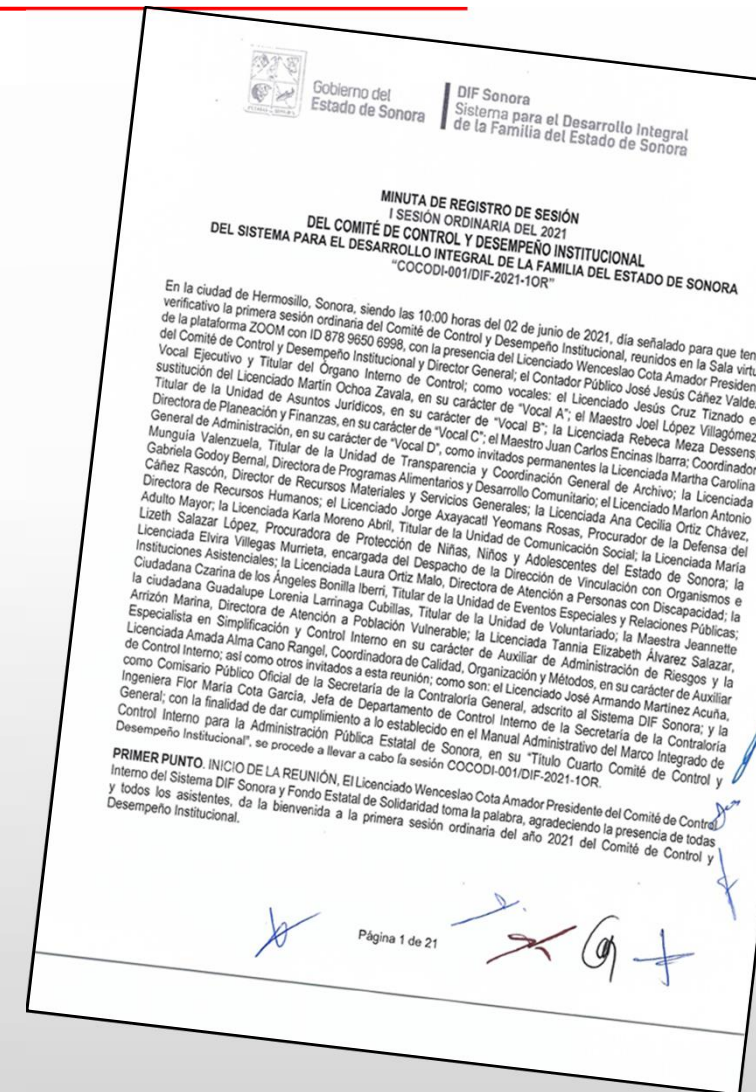 Gobierno del
Estado de Sonora
DIF Sonora
Sistema para el Desarrollo Integral
de la Familia del Estado de Sonora
MINUTA DE REGISTRO DE SESIÓN
I SESIÓN ORDINARIA DEL 2021
DEL COMITÉ DE CONTROL Y DESEMPEÑO INSTITUCIONAL
DEL SISTEMA PARA EL DESARROLLO INTEGRAL DE LA FAMILIA DEL ESTADO DE SONORA
"COCODI-001/DIF-2021-1OR"
En la ciudad de Hermosillo, Sonora, siendo las 10:00 horas del 02 de junio de 2021, día señalado para que
verificativo la primera sesión ordinaria del Comité de Control y Desempeño Institucional, reunidos en la Sala
de la plataforma ZOOM con ID 878 9650 6998, con la presencia del Licenciado Wenceslao Cota Amador
del Comité de Control y Desempeño Institucional y Director General; el Contador Público José Jesús Cáñez
Vocal Ejecutivo y Titular del Órgano Interno de Control; como vocales: el Licenciado Jesús Cruz Tiznado
sustitución del Licenciado Martín Ochoa Zavala, en su carácter de "Vocal A"; el Maestro Joel López Villagómez
Titular de la Unidad de Asuntos Jurídicos, en su carácter de "Vocal B"; la Licenciada Rebeca Meza Dessens,
Directora de Planeación y Finanzas, en su carácter de "Vocal C"; el Maestro Juan Carlos Encinas Ibarra; Coordinador
General de Administración, en su carácter de "Vocal D", como invitados permanentes la Licenciada Martha Carolina
Munguía Valenzuela, Titular de la Unidad de Transparencia y Coordinación General de Archivo; la Licenciada
Gabriela Godoy Bernal, Directora de Programas Alimentarios y Desarrollo Comunitario; el Licenciado Marlon Antonio
Cáñez Rascón, Director de Recursos Materiales y Servicios Generales; la Licenciada Ana Cecilia Ortiz Chávez,
Directora de Recursos Humanos; el Licenciado Jorge Axayacatl Yeomans Rosas, Procurador de la Defensa del
Adulto Mayor; la Licenciada Karla Moreno Abril, Titular de la Unidad de Comunicación Social; la Licenciada María
Lizeth Salazar López, Procuradora de Protección de Niñas, Niños y Adolescentes del Estado de Sonora; la
Licenciada Elvira Villegas Murrieta, encargada del Despacho de la Dirección de Vinculación con Organismos e
Instituciones Asistenciales; la Licenciada Laura Ortiz Malo, Directora de Atención a Personas con Discapacidad; la
Ciudadana Czarina de los Ángeles Bonilla Iberri, Titular de la Unidad de Eventos Especiales y Relaciones Públicas;
la ciudadana Guadalupe Lorenia Larrinaga Cubillas, Titular de la Unidad de Voluntariado; la Maestra Jeannette
Arrizón Marina, Directora de Atención a Población Vulnerable; la Licenciada Tannia Elizabeth Álvarez Salazar,
Especialista en Simplificación y Control Interno en su carácter de Auxiliar de Administración de Riesgos y la
Licenciada Amada Alma Cano Rangel, Coordinadora de Calidad, Organización y Métodos, en su carácter de Auxiliar
de Control Interno; así como otros invitados a esta reunión; como son: el Licenciado José Armando Martínez Acuña,
como Comisario Público Oficial de la Secretaría de la Contraloría General, adscrito al Sistema DIF Sonora; y la
Ingeniera Flor María Cota García, Jefa de Departamento de Control Interno de la Secretaría de la Contraloría
General; con la finalidad de dar cumplimiento a lo establecido en el Manual Administrativo del Marco Integrado de
Control Interno para la Administración Pública Estatal de Sonora, en su "Título Cuarto Comité de Control y
Desempeño Institucional", se procede a llevar a cabo la sesión COCODI-001/DIF-2021-1OR.
PRIMER PUNTO. INICIO DE LA REUNIÓN, El Licenciado Wenceslao Cota Amador Presidente del Comité de Control
Interno del Sistema DIF Sonora y Fondo Estatal de Solidaridad toma la palabra, agradeciendo la presencia de todas
y todos los asistentes, da la bienvenida a la primera sesión ordinaria del año 2021 del Comité de Control y
Desempeño Institucional.
Página 1 de 21